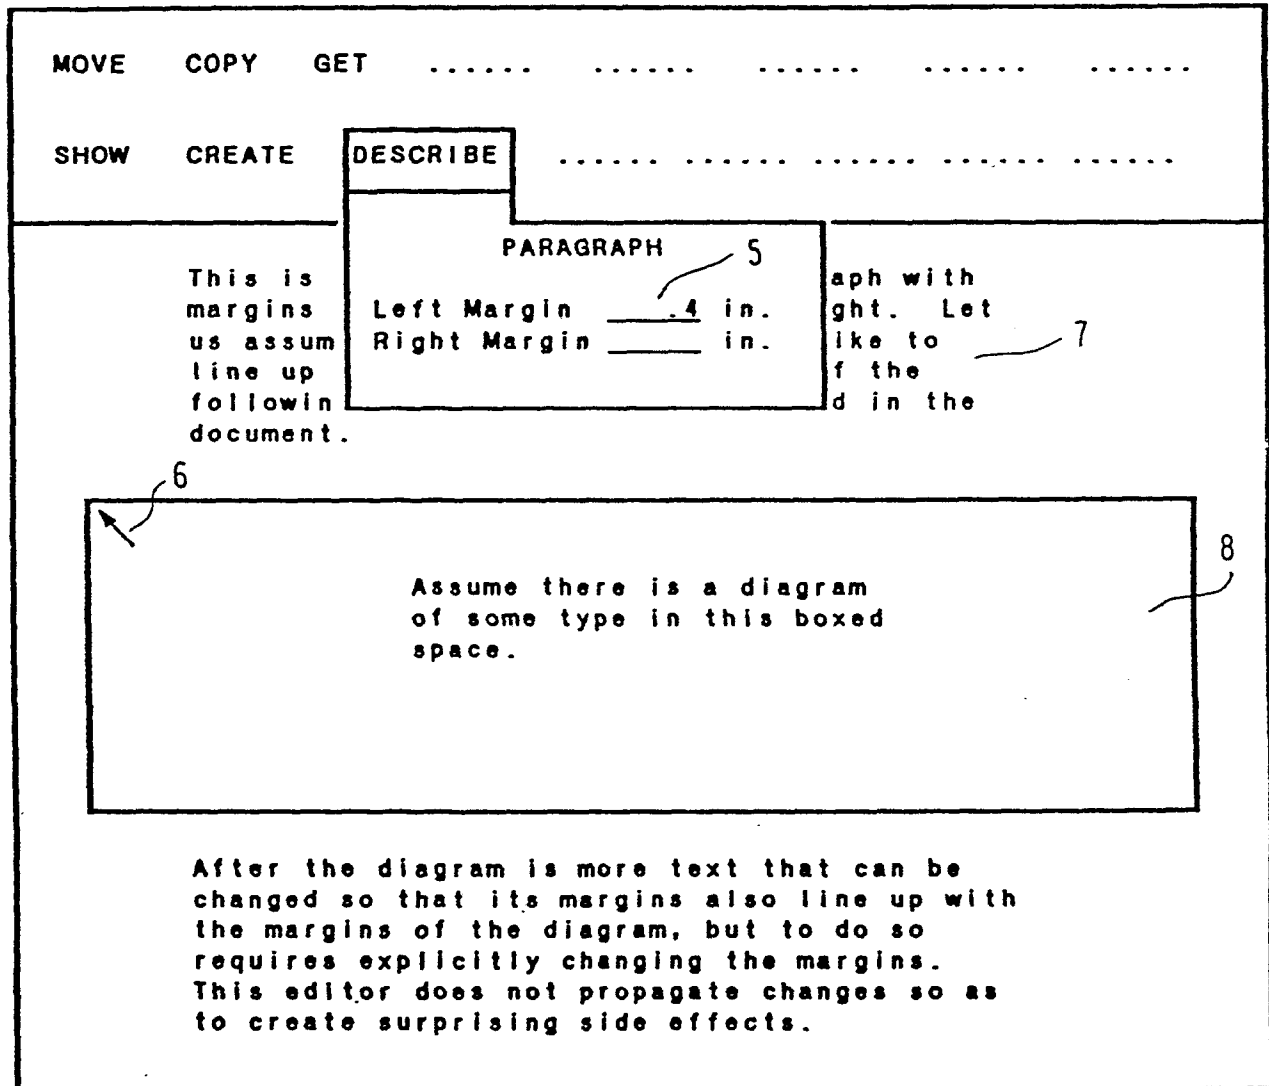 MOVE COPY GET ...... ...... ...... ...... ......
SHOW CREATE DESCRIBE ...... ...... ...... ...... ......
PARAGRAPH 5
This is aph with
margins Left Margin .4 in. ght. Let
us assum Right Margin in. ike to 7
line up f the
followin d in the
document.
6
8
Assume there is a diagram
of some type in this boxed
space.
After the diagram is more text that can be
changed so that its margins also line up with
the margins of the diagram, but to do so
requires explicitly changing the margins.
This editor does not propagate changes so as
to create surprising side effects.